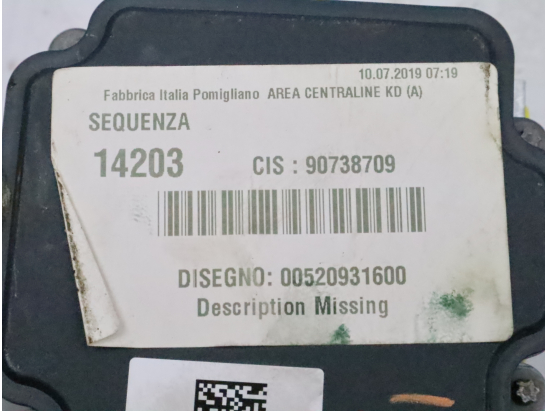 10.07.2019 07:19
Fabbrica Italia Pomigliano AREA CENTRALINE KD (A)
SEQUENZA
14203 CIS : 90738709
DISEGNO: 00520931600
Description Missing